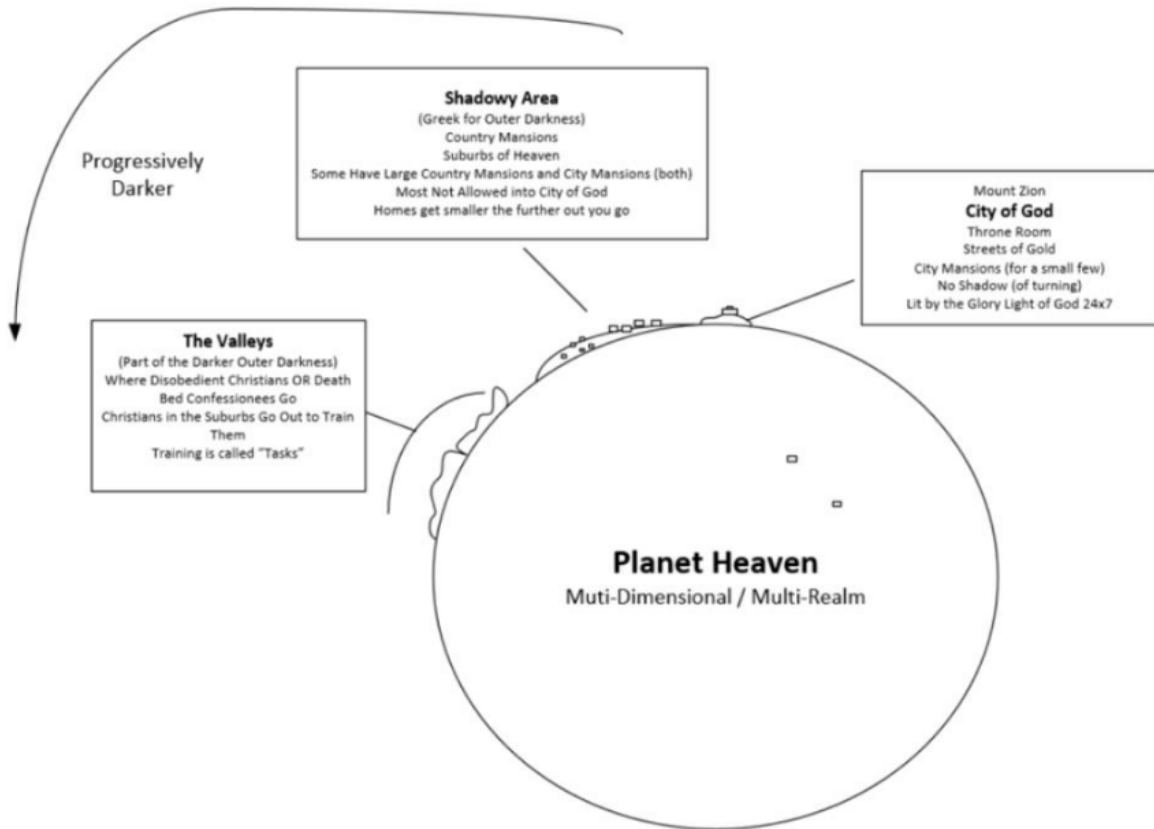 Progressively
Darker
Shadowy Area
(Greek for Outer Darkness)
Country Mansions
Suburbs of Heaven
Some Have Large Country Mansions and City Mansions (both)
Most Not Allowed into City of God
Homes get smaller the further out you go
Mount Zion
City of God
Throne Room
Streets of Gold
City Mansions (for a small few)
No Shadow (of turning)
Lit by the Glory Light of God 24x7
The Valleys
(Part of the Darker Outer Darkness)
Where Disobedient Christians OR Death
Bed Confessionees Go
Christians in the Suburbs Go Out to Train
Them
Training is called "Tasks"
Planet Heaven
Muti-Dimensional / Multi-Realm